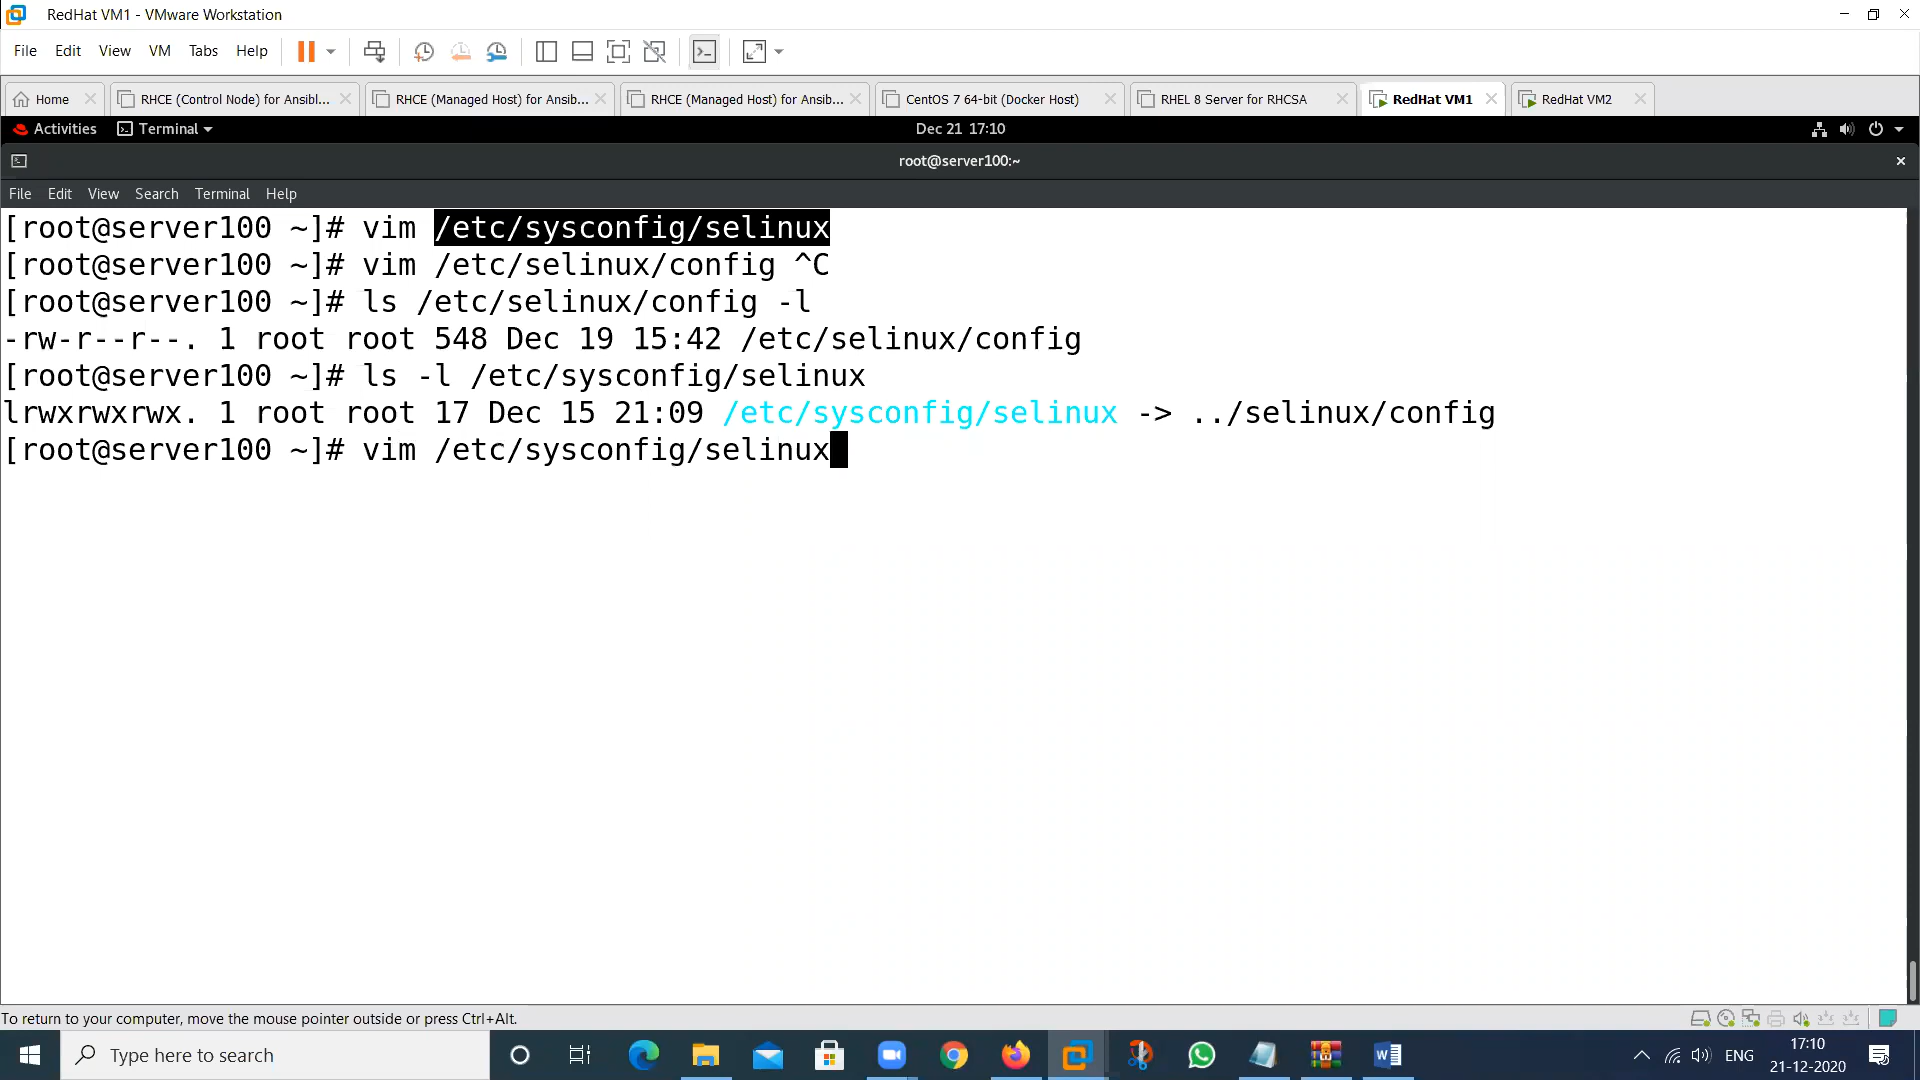 RedHat VM1 - VMware Workstation
File Edit View VM Tabs Help
Home RHCE (Control Node) for Ansibl... RHCE (Managed Host) for Ansib... RHCE (Managed Host) for Ansib... CentOS 7 64-bit (Docker Host) RHEL 8 Server for RHCSA RedHat VM1 RedHat VM2
Activities Terminal Dec 21 17:10
root@server100:~
File Edit View Search Terminal Help
[root@server100 ~]# vim /etc/sysconfig/selinux
[root@server100 ~]# vim /etc/selinux/config ^C
[root@server100 ~]# ls /etc/selinux/config -l
-rw-r--r--. 1 root root 548 Dec 19 15:42 /etc/selinux/config
[root@server100 ~]# ls -l /etc/sysconfig/selinux
lrwxrwxrwx. 1 root root 17 Dec 15 21:09 /etc/sysconfig/selinux -> ../selinux/config
[root@server100 ~]# vim /etc/sysconfig/selinux
To return to your computer, move the mouse pointer outside or press Ctrl+Alt.
Type here to search ENG 17:10
21-12-2020